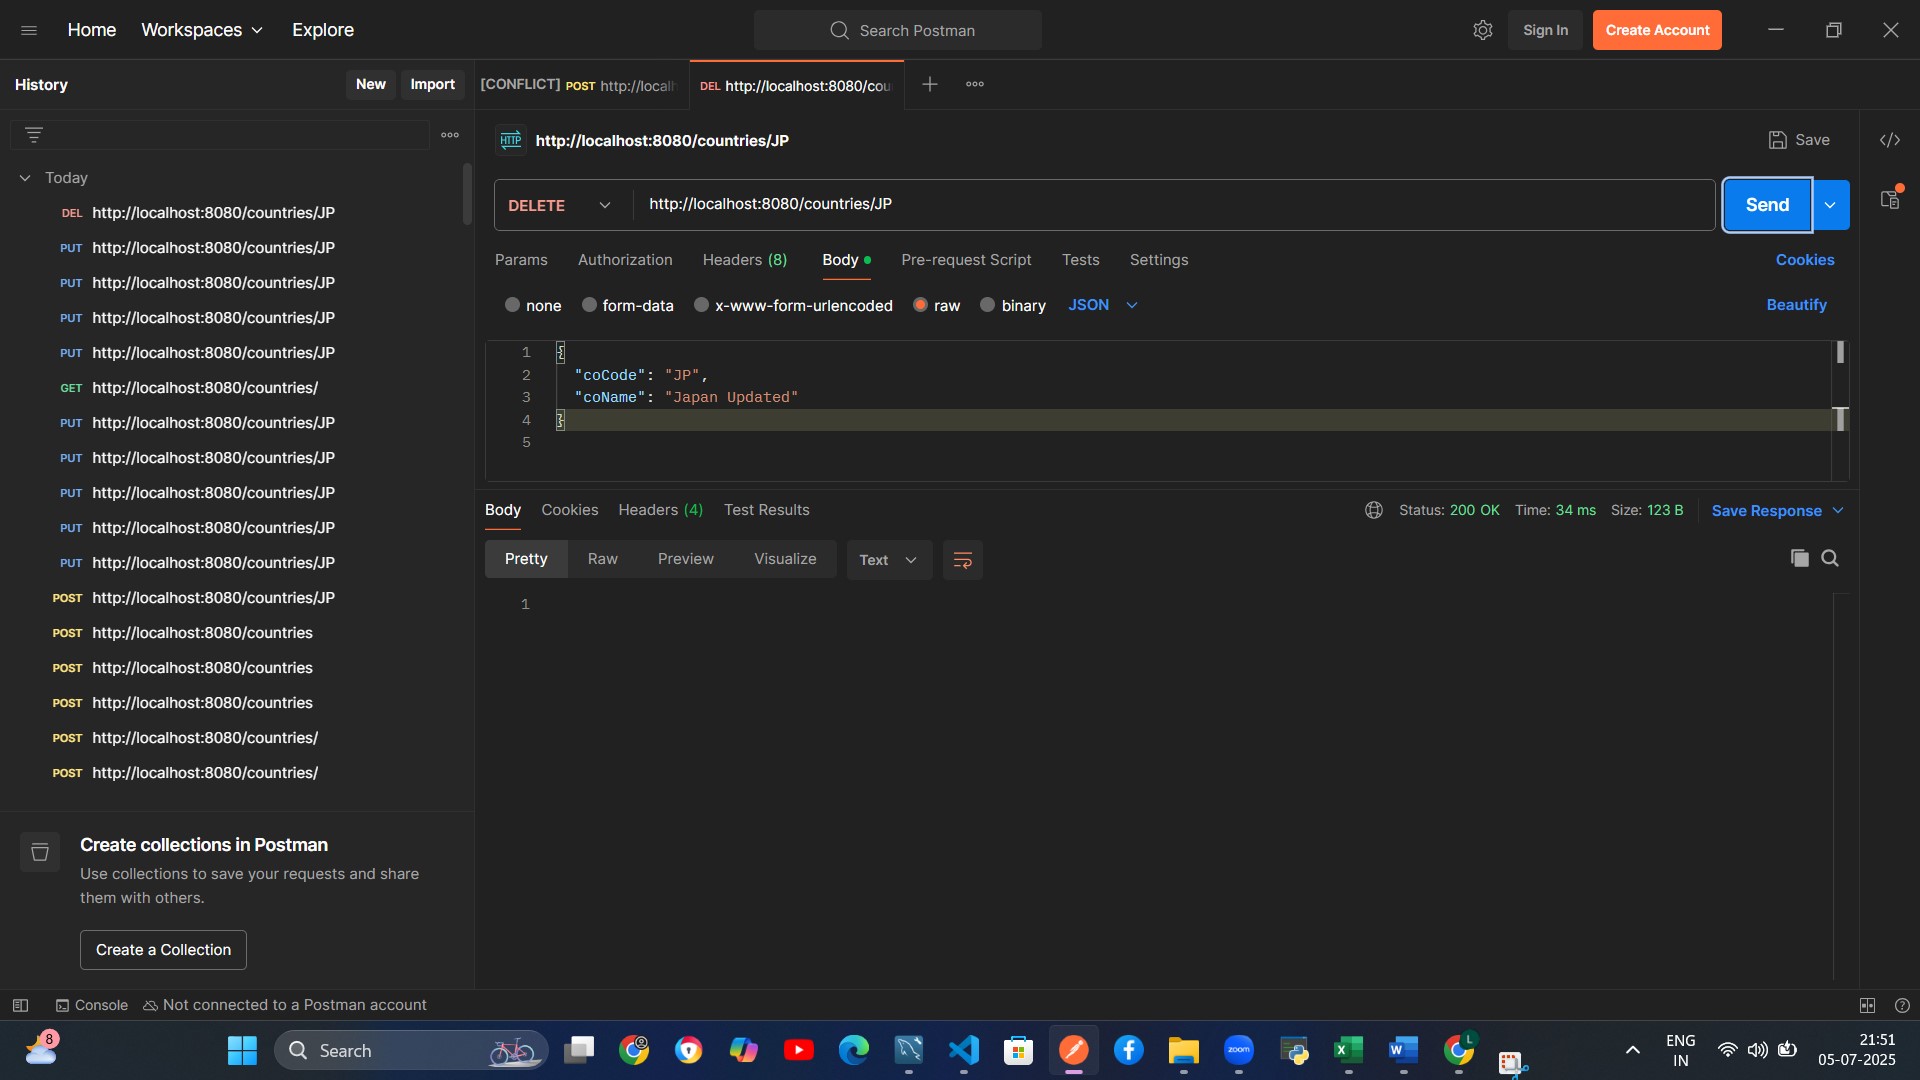 Home
Workspaces
Explore
Search Postman
Sign In
Create Account
History
New
Import
[CONFLICT] POST http://local
DEL http://localhost:8080/cou
http://localhost:8080/countries/JP
Save
Today
DEL http://localhost:8080/countries/JP
PUT http://localhost:8080/countries/JP
PUT http://localhost:8080/countries/JP
PUT http://localhost:8080/countries/JP
PUT http://localhost:8080/countries/JP
GET http://localhost:8080/countries/
PUT http://localhost:8080/countries/JP
PUT http://localhost:8080/countries/JP
PUT http://localhost:8080/countries/JP
PUT http://localhost:8080/countries/JP
PUT http://localhost:8080/countries/JP
POST http://localhost:8080/countries/JP
POST http://localhost:8080/countries
POST http://localhost:8080/countries
POST http://localhost:8080/countries
POST http://localhost:8080/countries/
POST http://localhost:8080/countries/
Create collections in Postman
Use collections to save your requests and share
them with others.
Create a Collection
HTTP
DELETE
http://localhost:8080/countries/JP
Send
Params
Authorization
Headers (8)
Body
Pre-request Script
Tests
Settings
Cookies
none
form-data
x-www-form-urlencoded
raw
binary
JSON
Beautify
1 {
2 "coCode": "JP",
3 "coName": "Japan Updated"
4 }
5
Body
Cookies
Headers (4)
Test Results
Status: 200 OK
Time: 34 ms
Size: 123 B
Save Response
Pretty
Raw
Preview
Visualize
Text
1
Console
Not connected to a Postman account
8
Search
zoom
L
ENG
IN
21:51
05-07-2025